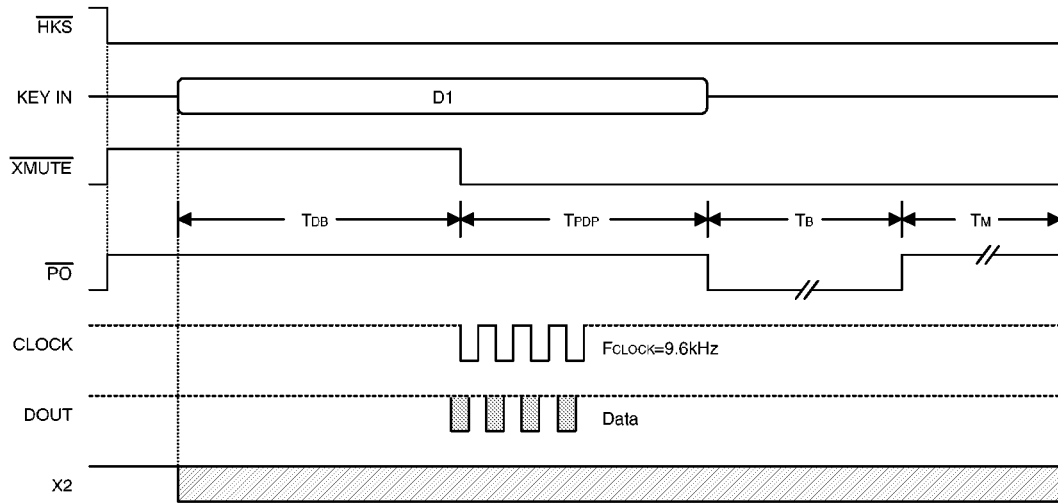 HKS
KEY IN
D1
XMUTE
TDB
TPDP
TB
TM
PO
CLOCK
FCLOCK=9.6kHz
DOUT
Data
X2